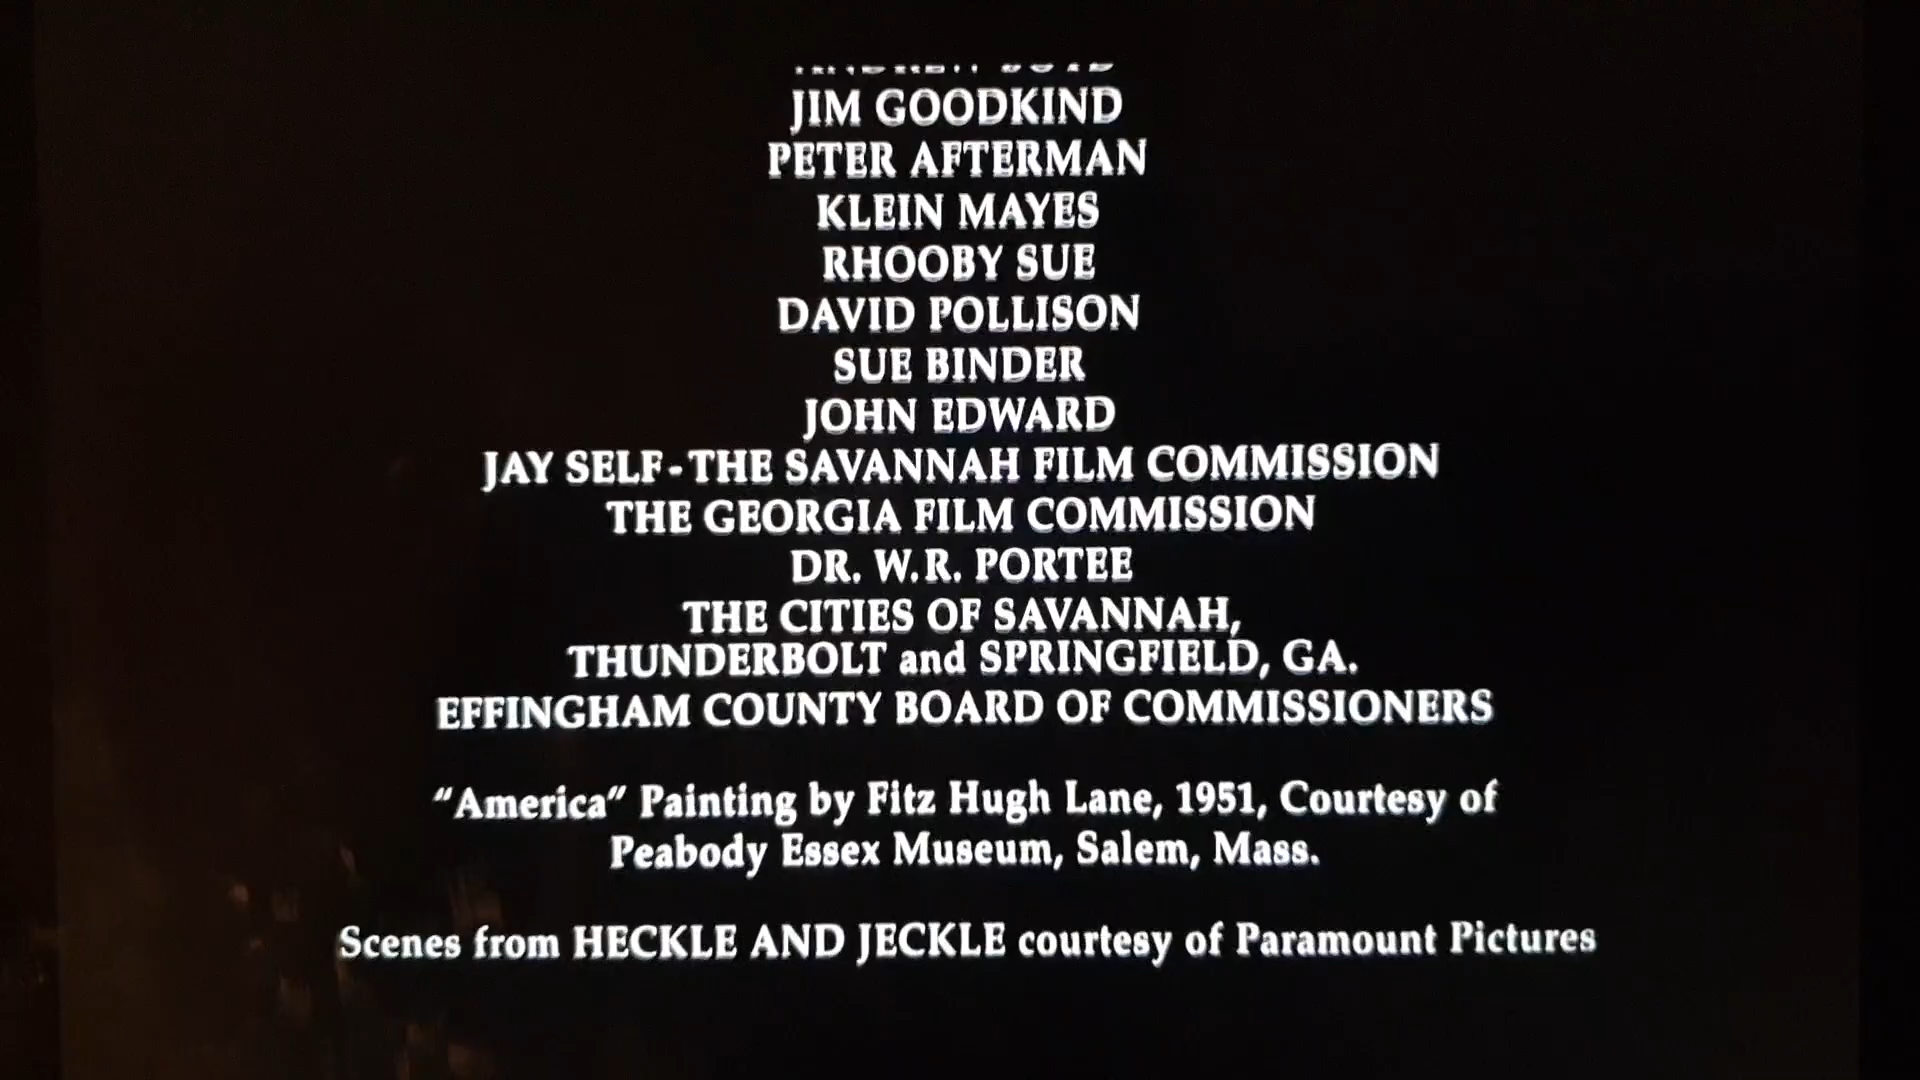 JIM GOODKIND
PETER AFTERMAN
KLEIN MAYES
RHOOBY SUE
DAVID POLLISON
SUE BINDER
JOHN EDWARD
JAY SELF-THE SAVANNAH FILM COMMISSION
THE GEORGIA FILM COMMISSION
DR. W.R. PORTEE
THE CITIES OF SAVANNAH,
THUNDERBOLT and SPRINGFIELD, GA.
EFFINGHAM COUNTY BOARD OF COMMISSIONERS
“America” Painting by Fitz Hugh Lane, 1951, Courtesy of
Peabody Essex Museum, Salem, Mass.
Scenes from HECKLE AND JECKLE courtesy of Paramount Pictures